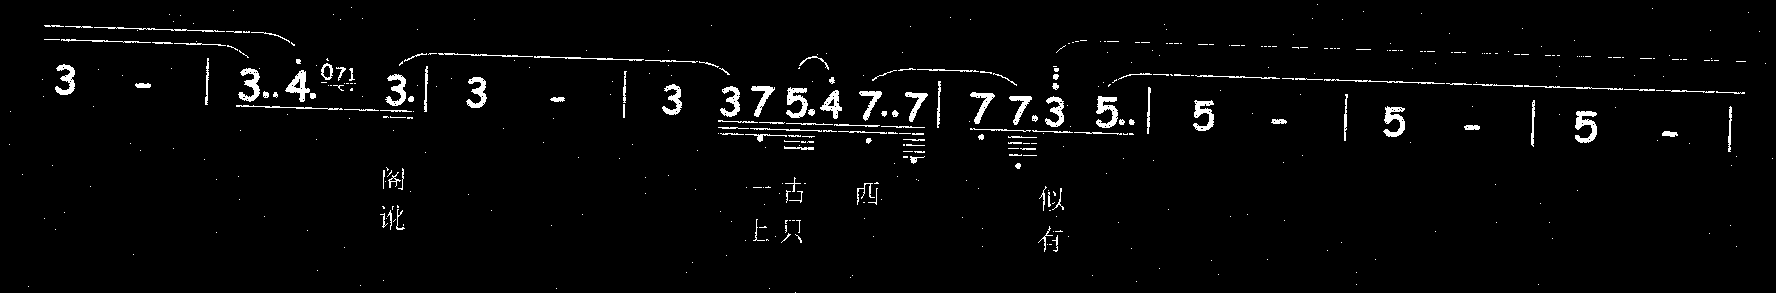 3 - | 3.. 4. 071 3. | 3 - | 3 3 7 5. 4 7.. 7 | 7 7. 3 5.. | 5 - | 5 - | 5 - |
阁 一 古 西 似
讹 上 只 有